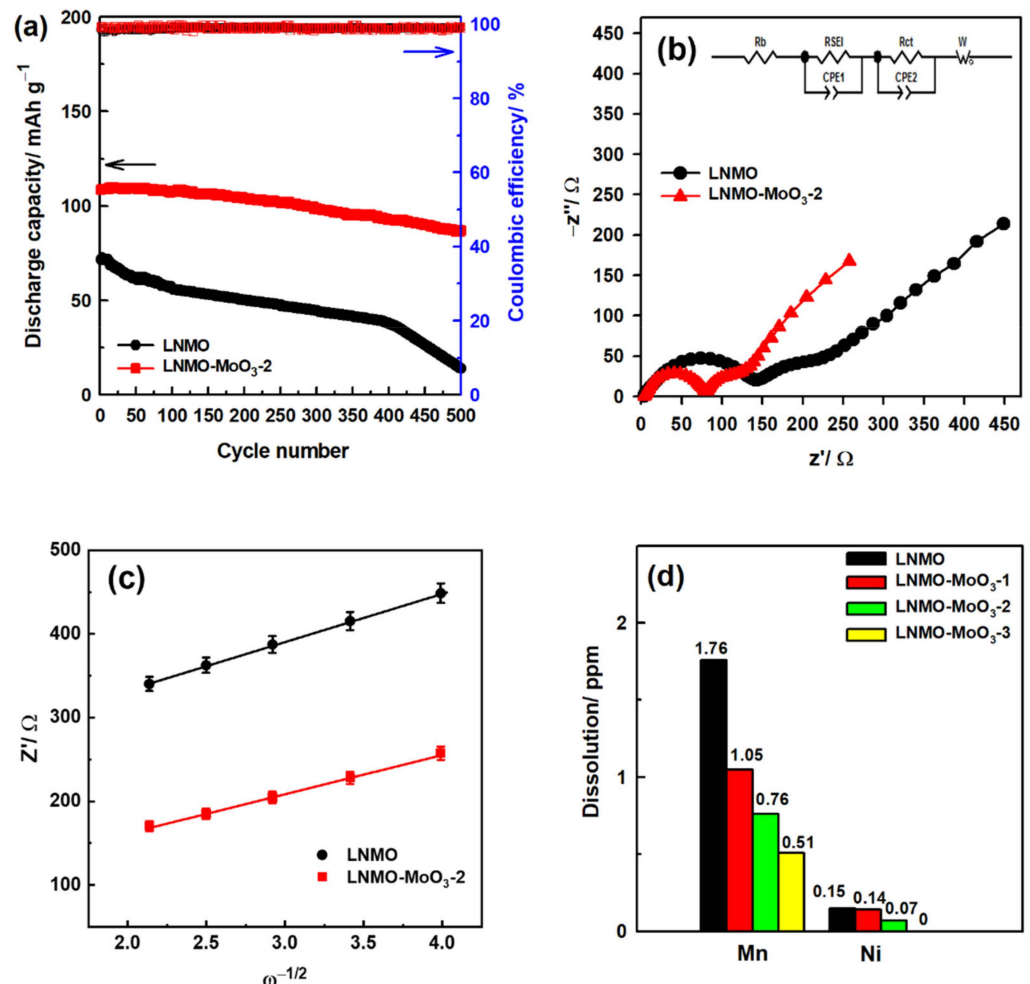 (a)
200
150
100
50
0
Discharge capacity/ mAh g⁻¹
100
80
60
40
20
0
Coulombic efficiency/ %
LNMO
LNMO-MoO₃-2
0 50 100 150 200 250 300 350 400 450 500
Cycle number
(b)
Rb RSEI Rct W
CPE1 CPE2
450
400
350
300
250
200
150
100
50
0
−z''/ Ω
LNMO
LNMO-MoO₃-2
0 50 100 150 200 250 300 350 400 450
z'/ Ω
(c)
500
400
300
200
100
Z'/ Ω
LNMO
LNMO-MoO₃-2
2.0 2.5 3.0 3.5 4.0
ω⁻¹/²
(d)
LNMO
LNMO-MoO₃-1
LNMO-MoO₃-2
LNMO-MoO₃-3
2
1
0
Dissolution/ ppm
1.76
1.05
0.76
0.51
0.15 0.14 0.07 0
Mn Ni